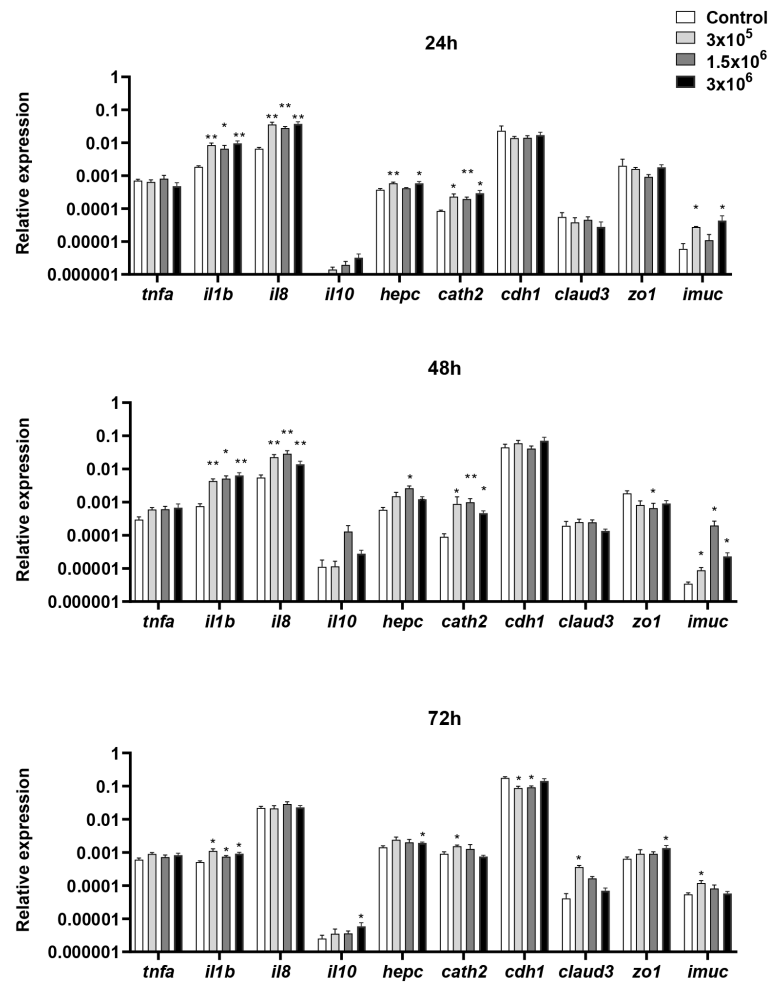 Control
3x10⁵
1.5x10⁶
3x10⁶
24h
Relative expression
1
0.1
0.01
0.001
0.0001
0.00001
0.000001
** * ** ** ** ** ** * * ** * * *
tnfa il1b il8 il10 hepc cath2 cdh1 claud3 zo1 imuc
48h
Relative expression
1
0.1
0.01
0.001
0.0001
0.00001
0.000001
** * ** ** ** ** * * ** * * * * *
tnfa il1b il8 il10 hepc cath2 cdh1 claud3 zo1 imuc
72h
Relative expression
1
0.1
0.01
0.001
0.0001
0.00001
0.000001
* * * * * * * * * * *
tnfa il1b il8 il10 hepc cath2 cdh1 claud3 zo1 imuc